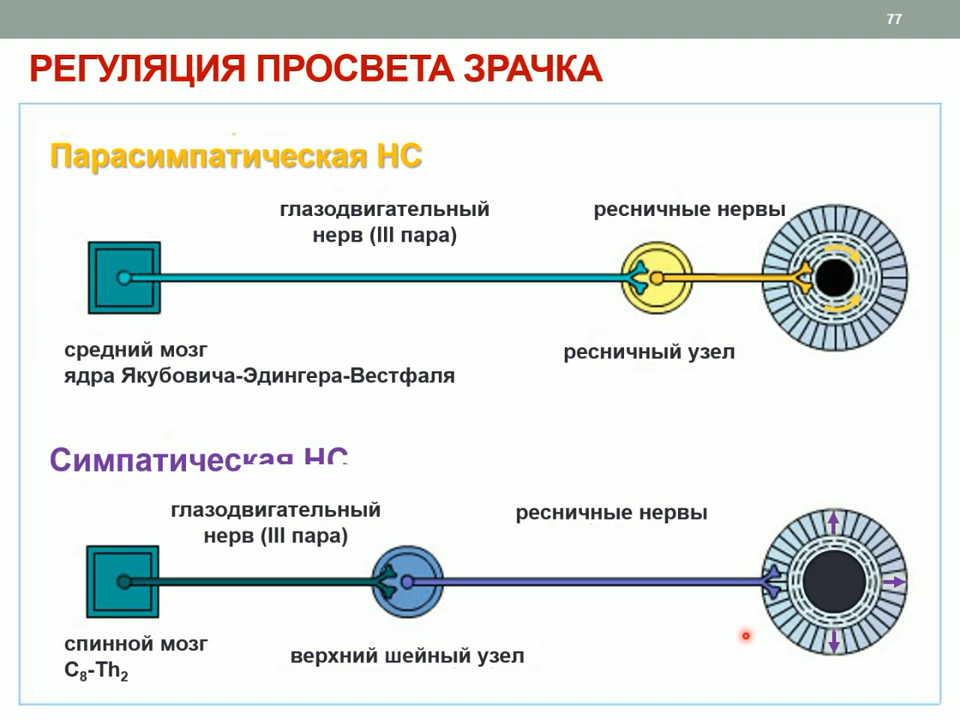 77
РЕГУЛЯЦИЯ ПРОСВЕТА ЗРАЧКА
Парасимпатическая НС
глазодвигательный
нерв (III пара)
ресничные нервы
средний мозг
ядра Якубовича-Эдингера-Вестфаля
ресничный узел
Симпатическая НС
глазодвигательный
нерв (III пара)
ресничные нервы
спинной мозг
C₈-Th₂
верхний шейный узел